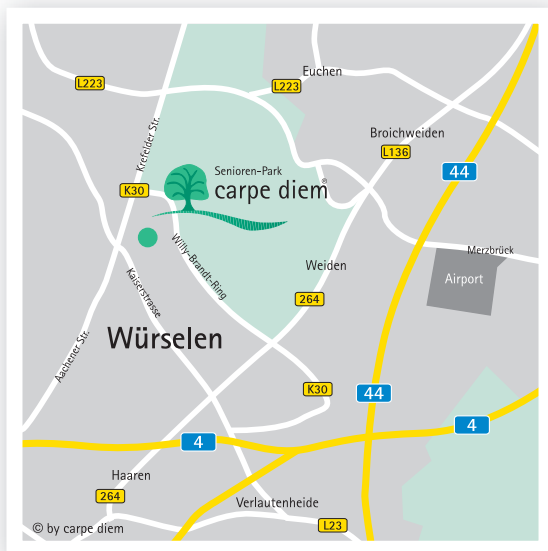 Euchen
L223
L223
Krefelder Str.
Broichweiden
L136
44
Senioren-Park
carpe diem®
K30
Willy-Brandt-Ring
Kaiserstrasse
Merzbrück
Airport
Weiden
264
Würselen
Aachener Str.
K30
44
4
4
Haaren
264
Verlautenheide
L23
© by carpe diem